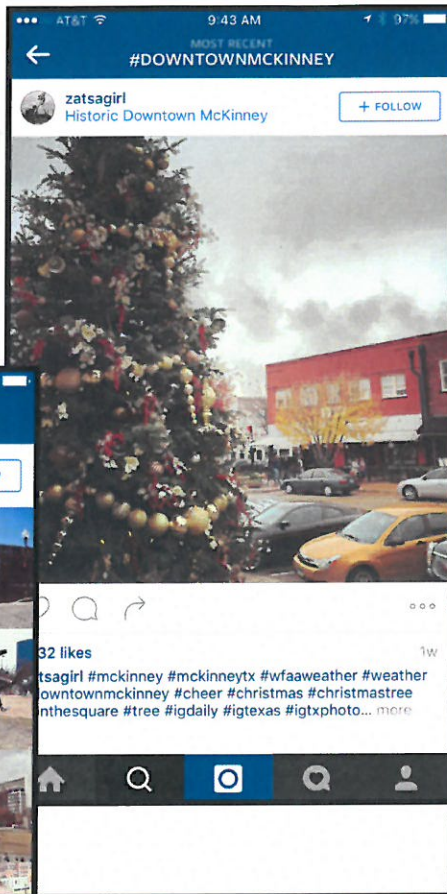 AT&T 9:43 AM 97%
MOST RECENT
#DOWNTOWNMCKINNEY
zatsagirl
Historic Downtown McKinney
+ FOLLOW
32 likes 1w
tsagirl #mckinney #mckinneytx #wfaaweather #weather
owntownmckinney #cheer #christmas #christmastree
nthesquare #tree #igdaily #igtexas #igtxphoto... more